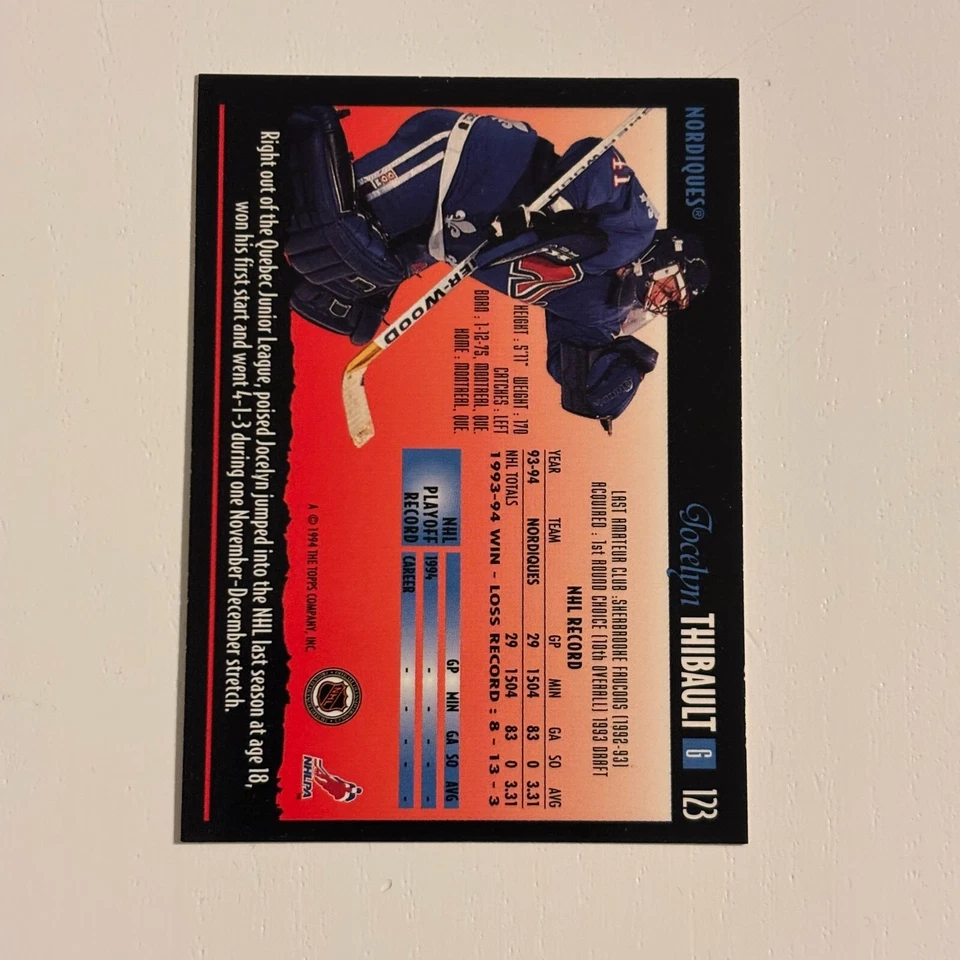 NORDIQUES® Jocelyn THIBAULT G 123
LAST AMATEUR CLUB : SHERBROOKE FAUCONS (1992-93)
ACQUIRED : 1st ROUND CHOICE (10th OVERALL) 1993 DRAFT
NHL RECORD
YEAR TEAM GP MIN GA SO AVG
93-94 NORDIQUES 29 1504 83 0 3.31
NHL TOTALS 29 1504 83 0 3.31
1993-94 WIN - LOSS RECORD : 8 - 13 - 3
HEIGHT : 5'11" WEIGHT : 170
CATCHES : LEFT
BORN : 1-12-75, MONTREAL, QUE.
HOME : MONTREAL, QUE.
NHL PLAYOFF RECORD
GP MIN GA SO AVG
1994 - - - - -
CAREER - - - - -
A © 1994 THE TOPPS COMPANY, INC.
NHL
NHLPA
ER-WOOD
Right out of the Quebec Junior League, poised Jocelyn jumped into the NHL last season at age 18,
won his first start and went 4-1-3 during one November-December stretch.